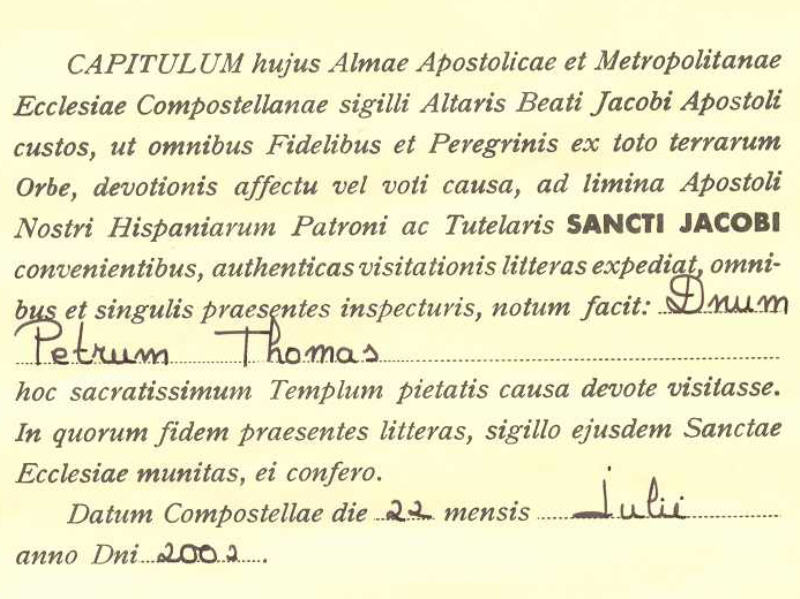 CAPITULUM hujus Almae Apostolicae et Metropolitanae
Ecclesiae Compostellanae sigilli Altaris Beati Jacobi Apostoli
custos, ut omnibus Fidelibus et Peregrinis ex toto terrarum
Orbe, devotionis affectu vel voti causa, ad limina Apostoli
Nostri Hispaniarum Patroni ac Tutelaris SANCTI JACOBI
convenientibus, authenticas visitationis litteras expediat, omni-
bus et singulis praesentes inspecturis, notum facit: Dnum
Petrum Thomas
hoc sacratissimum Templum pietatis causa devote visitasse.
In quorum fidem praesentes litteras, sigillo ejusdem Sanctae
Ecclesiae munitas, ei confero.
Datum Compostellae die 22 mensis Julii
anno Dni 2002.